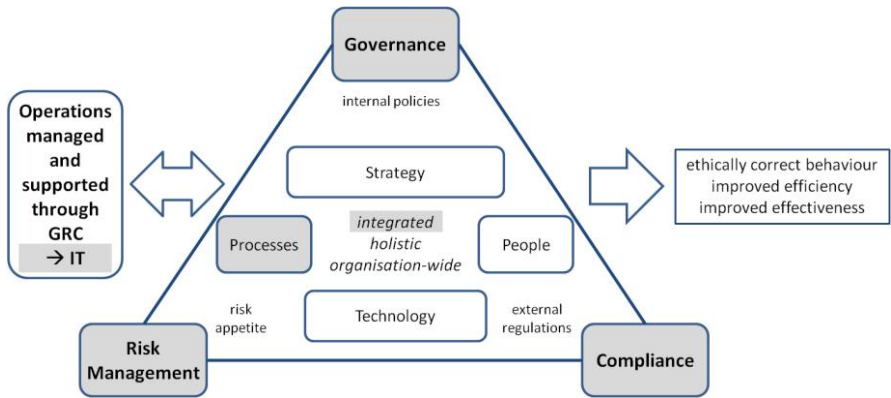 Governance
internal policies
Operations
managed
and
supported
through
GRC
→ IT
Strategy
ethically correct behaviour
improved efficiency
improved effectiveness
Processes
integrated
holistic
organisation-wide
People
risk
appetite
Technology
external
regulations
Risk
Management
Compliance